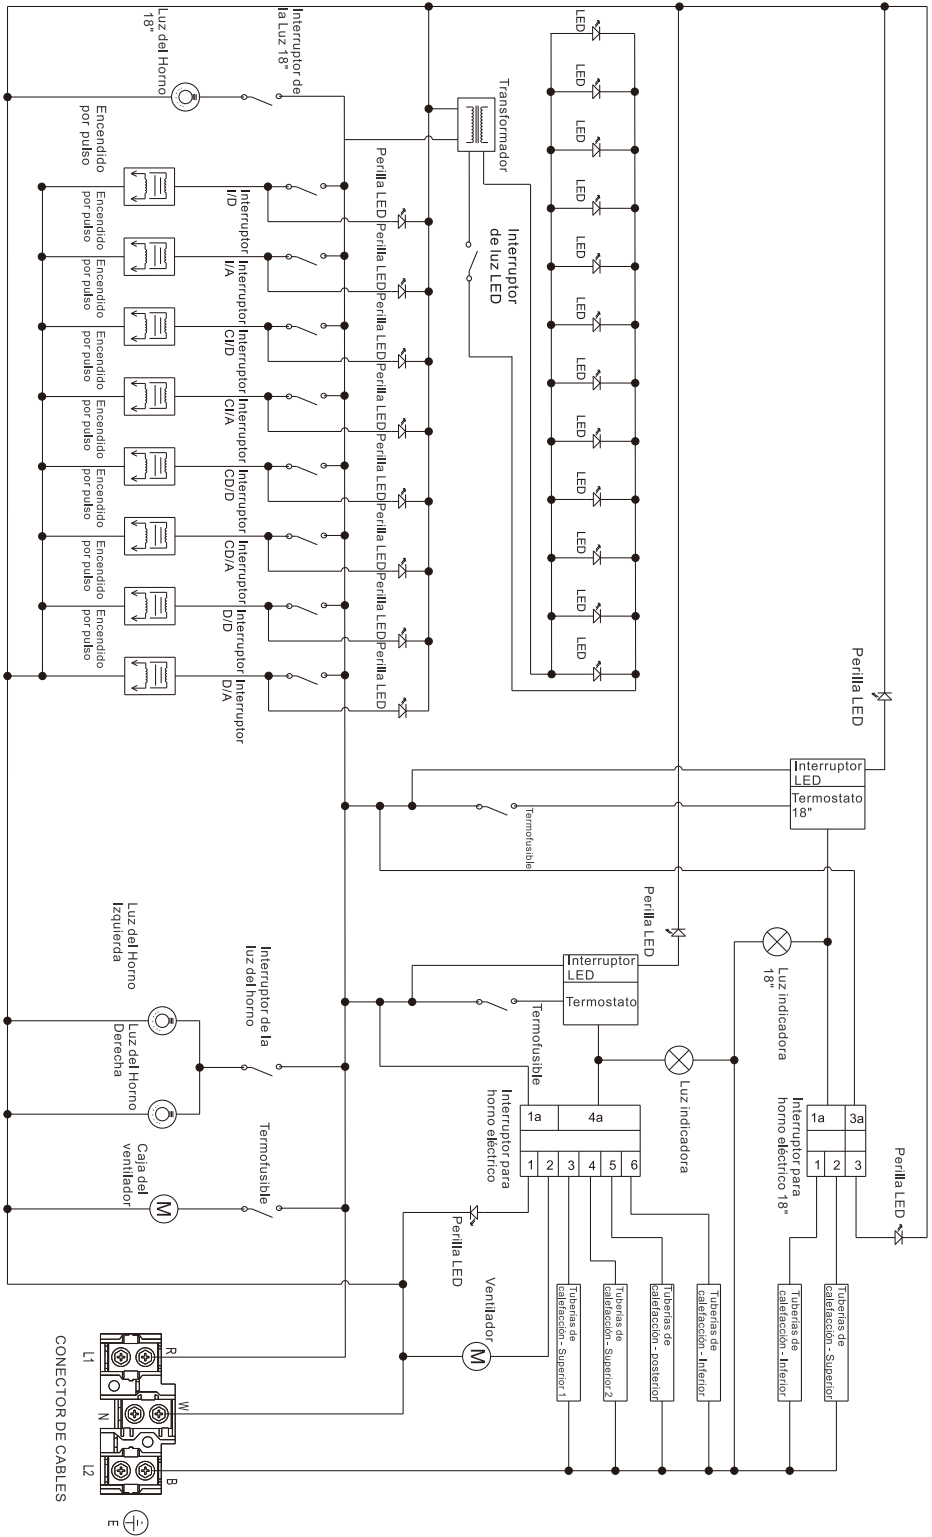 Luz del Horno
18"
Interruptor de
la Luz 18"
Transformador
Interruptor
de luz LED
LED
LED
LED
LED
LED
LED
LED
LED
LED
LED
LED
LED
Encendido
por pulso
Encendido
por pulso
Encendido
por pulso
Encendido
por pulso
Encendido
por pulso
Encendido
por pulso
Encendido
por pulso
Encendido
por pulso
Interruptor
I/D
Interruptor
I/A
Interruptor
CI/D
Interruptor
CI/A
Interruptor
CD/D
Interruptor
CD/A
Interruptor
D/D
Interruptor
D/A
Perilla LED
Perilla LED
Perilla LED
Perilla LED
Perilla LED
Perilla LED
Perilla LED
Perilla LED
Perilla LED
Interruptor
LED
Termostato
18"
Termofusible
Perilla LED
Interruptor
LED
Termostato
Termofusible
Luz indicadora
18"
Luz indicadora
Luz del Horno
Izquierda
Luz del Horno
Derecha
Interruptor de la
luz del horno
Caja del
ventilador
M
Termofusible
Interruptor para
horno eléctrico
1a
4a
1
2
3
4
5
6
Interruptor para
horno eléctrico 18"
1a
3a
1
2
3
Perilla LED
Perilla LED
Ventilador
M
Tuberías de
calefacción - Superior 1
Tuberías de
calefacción - Superior 2
Tuberías de
calefacción - posterior
Tuberías de
calefacción - Inferior
Tuberías de
calefacción - Inferior
Tuberías de
calefacción - Superior
R
W
B
L1
N
L2
CONECTOR DE CABLES
E